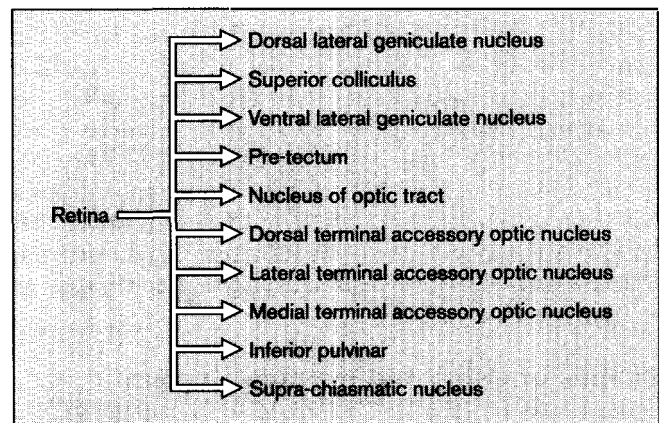 Dorsal lateral geniculate nucleus
Superior colliculus
Ventral lateral geniculate nucleus
Pre-tectum
Nucleus of optic tract
Retina
Dorsal terminal accessory optic nucleus
Lateral terminal accessory optic nucleus
Medial terminal accessory optic nucleus
Inferior pulvinar
Supra-chiasmatic nucleus